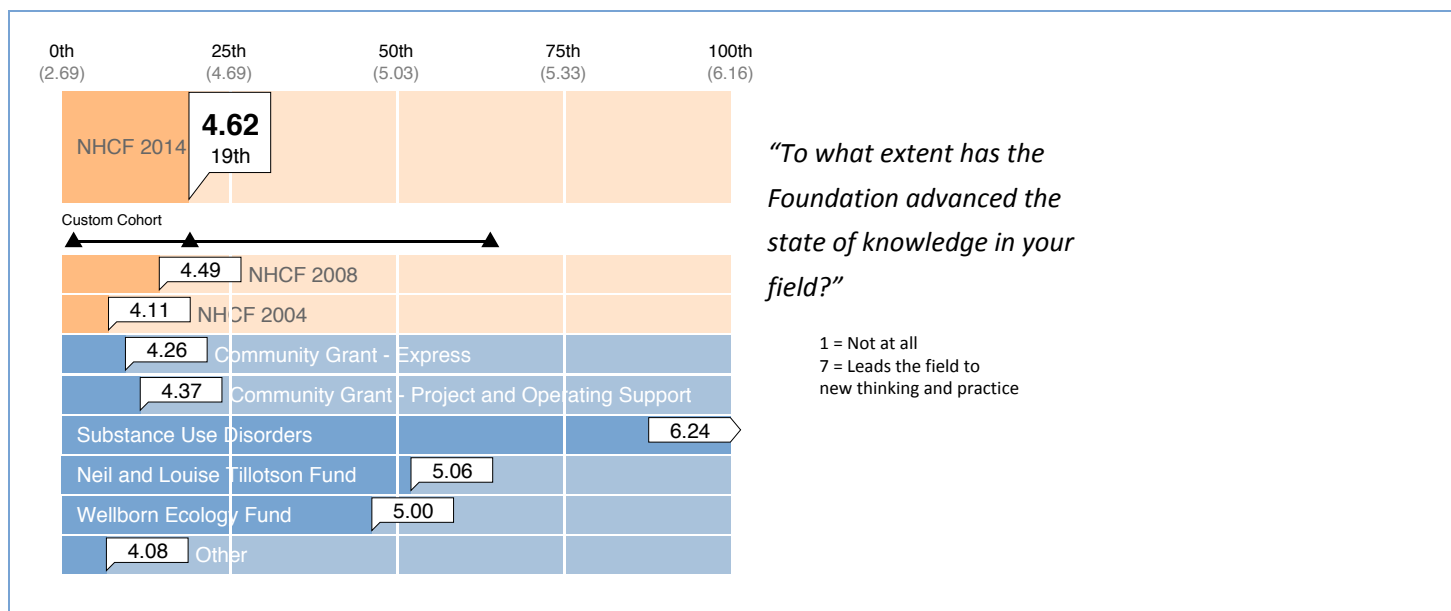 0th 25th 50th 75th 100th
(2.69) (4.69) (5.03) (5.33) (6.16)
NHCF 2014
4.62
19th
Custom Cohort
4.49 NHCF 2008
4.11 NHCF 2004
4.26 Community Grant - Express
4.37 Community Grant - Project and Operating Support
Substance Use Disorders 6.24
Neil and Louise Tillotson Fund 5.06
Wellborn Ecology Fund 5.00
4.08 Other
“To what extent has the
Foundation advanced the
state of knowledge in your
field?”
1 = Not at all
7 = Leads the field to
new thinking and practice